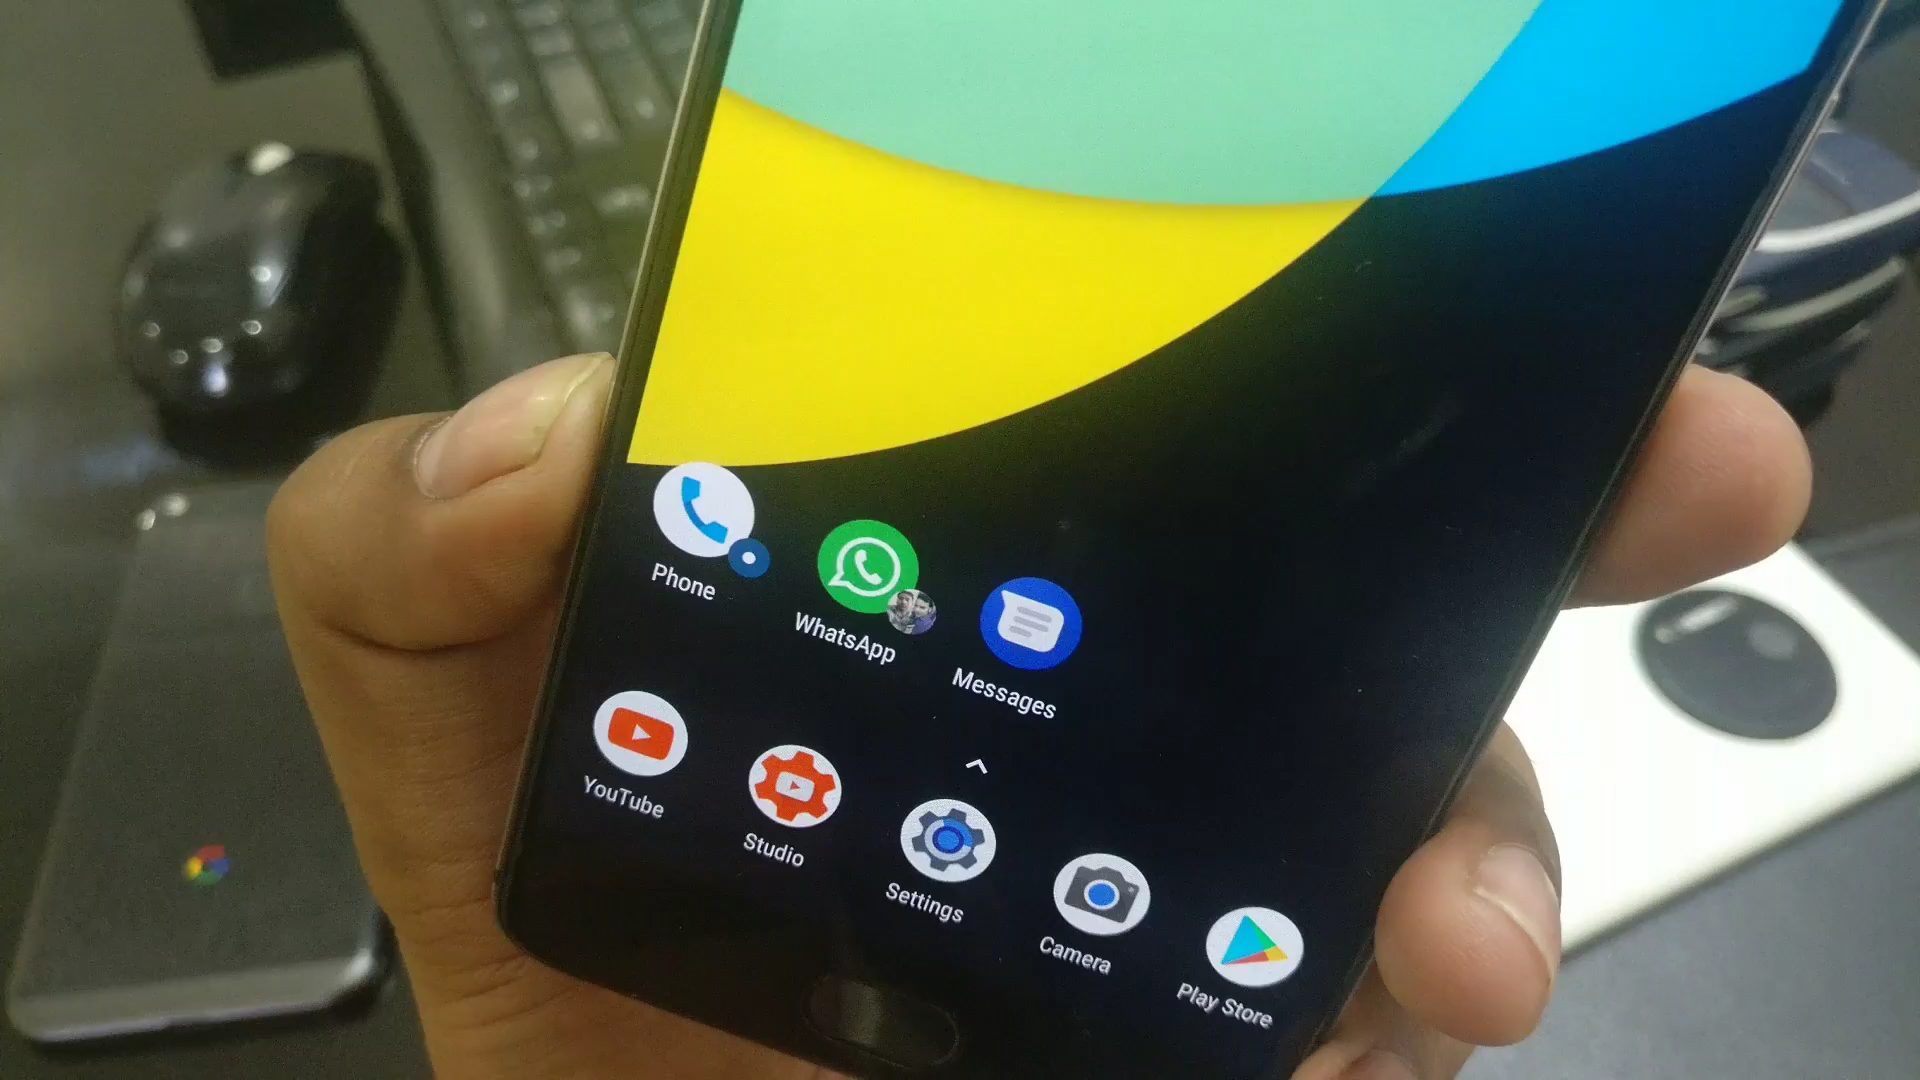 Phone
WhatsApp
Messages
YouTube
Studio
Settings
Camera
Play Store